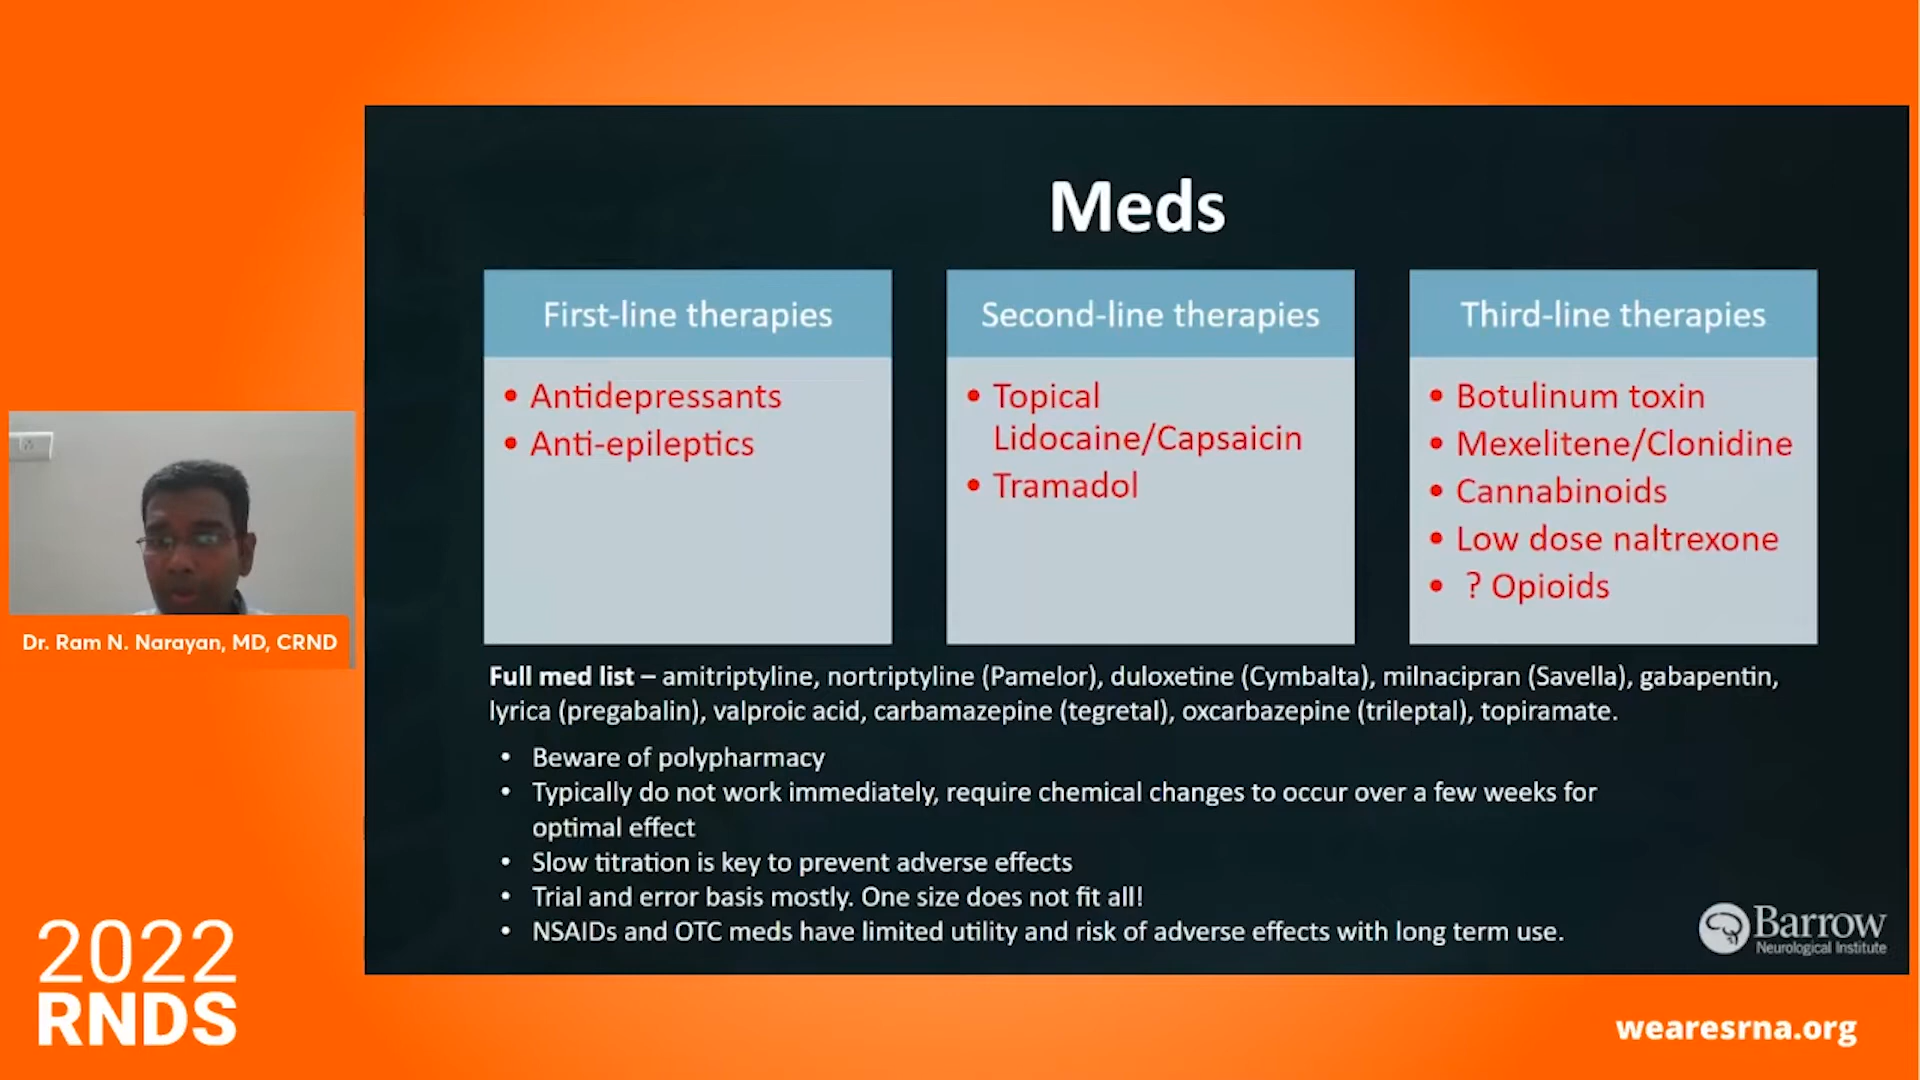 Meds
First-line therapies
• Antidepressants
• Anti-epileptics
Second-line therapies
• Topical
Lidocaine/Capsaicin
• Tramadol
Third-line therapies
• Botulinum toxin
• Mexelitene/Clonidine
• Cannabinoids
• Low dose naltrexone
• ? Opioids
Full med list – amitriptyline, nortriptyline (Pamelor), duloxetine (Cymbalta), milnacipran (Savella), gabapentin,
lyrica (pregabalin), valproic acid, carbamazepine (tegretal), oxcarbazepine (trileptal), topiramate.
• Beware of polypharmacy
• Typically do not work immediately, require chemical changes to occur over a few weeks for
optimal effect
• Slow titration is key to prevent adverse effects
• Trial and error basis mostly. One size does not fit all!
• NSAIDs and OTC meds have limited utility and risk of adverse effects with long term use.
Barrow
Neurological Institute
Dr. Ram N. Narayan, MD, CRND
2022
RNDS
wearesrna.org